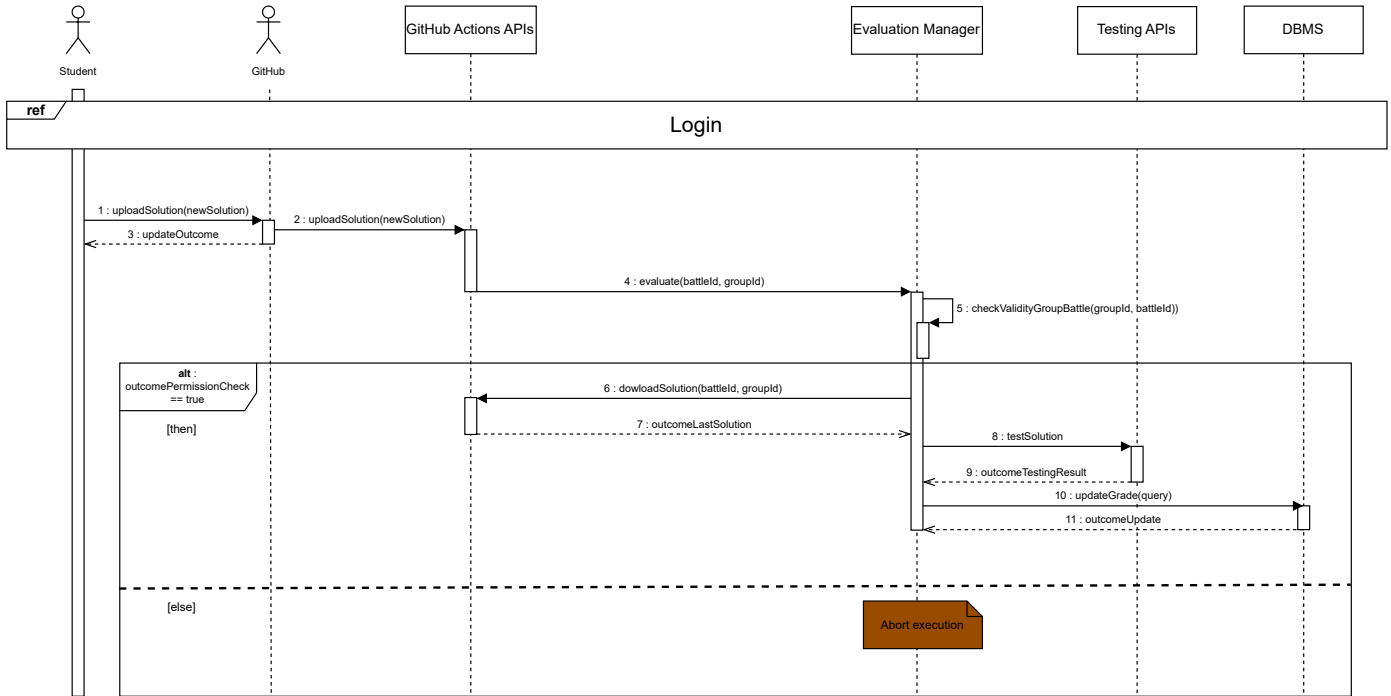 GitHub Actions APIs
Evaluation Manager
Testing APIs
DBMS
Student
GitHub
ref
Login
1 : uploadSolution(newSolution)
2 : uploadSolution(newSolution)
3 : updateOutcome
4 : evaluate(battleId, groupId)
5 : checkValidityGroupBattle(groupId, battleId))
alt :
outcomePermissionCheck
== true
6 : dowloadSolution(battleId, groupId)
[then]
7 : outcomeLastSolution
8 : testSolution
9 : outcomeTestingResult
10 : updateGrade(query)
11 : outcomeUpdate
[else]
Abort execution